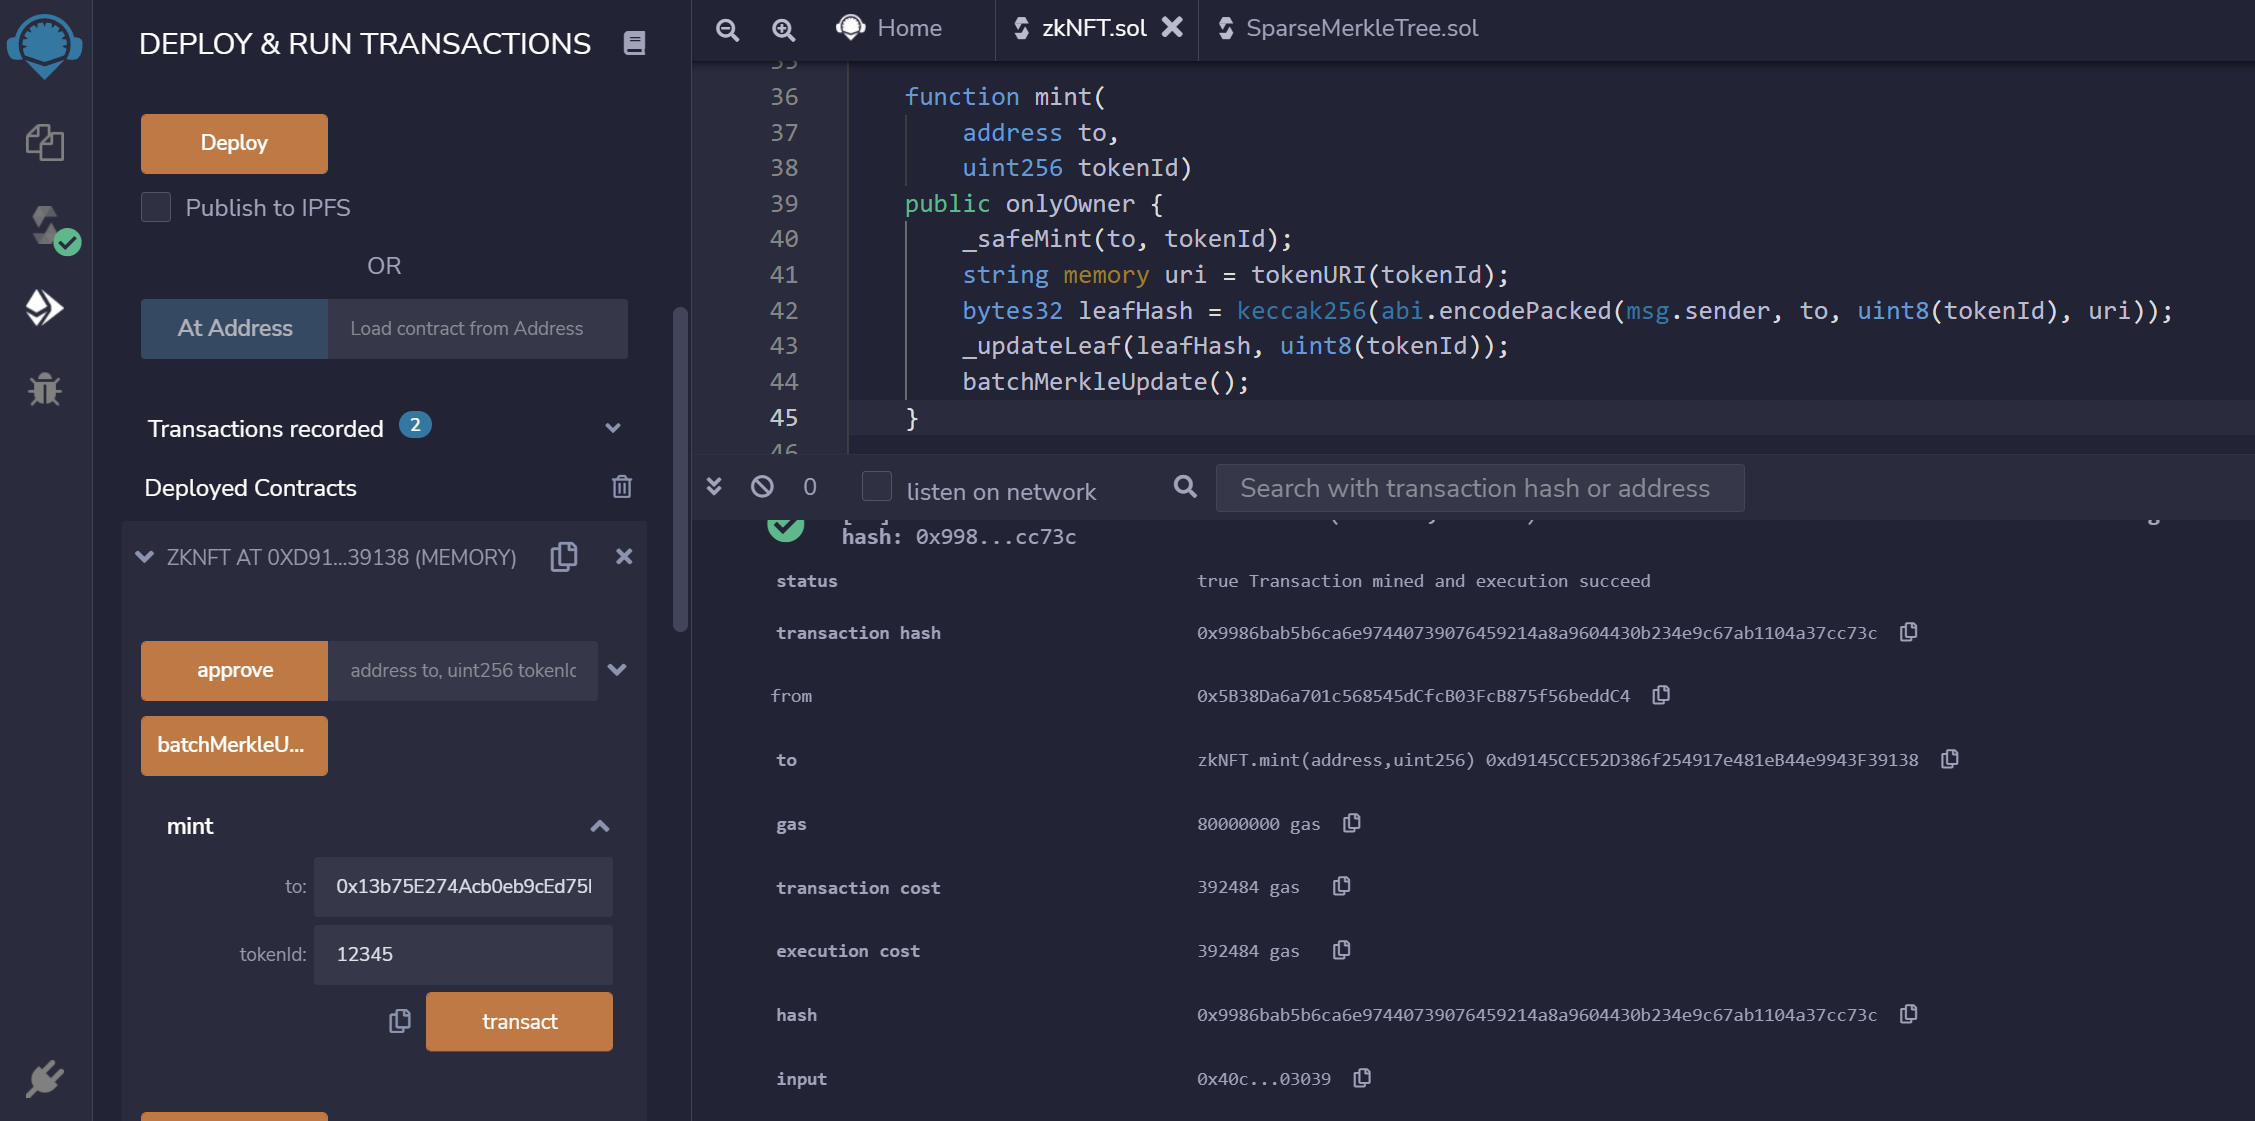 DEPLOY & RUN TRANSACTIONS
Deploy
Publish to IPFS
OR
At Address Load contract from Address
Transactions recorded 2
Deployed Contracts
ZKNFT AT 0XD91...39138 (MEMORY)
approve address to, uint256 tokenId
batchMerkleU...
mint
to: 0x13b75E274Acb0eb9cEd75
tokenId: 12345
transact
Home zkNFT.sol SparseMerkleTree.sol
35
36 function mint(
37 address to,
38 uint256 tokenId)
39 public onlyOwner {
40 _safeMint(to, tokenId);
41 string memory uri = tokenURI(tokenId);
42 bytes32 leafHash = keccak256(abi.encodePacked(msg.sender, to, uint8(tokenId), uri));
43 _updateLeaf(leafHash, uint8(tokenId));
44 batchMerkleUpdate();
45 }
46
0 listen on network Search with transaction hash or address
hash: 0x998...cc73c
status true Transaction mined and execution succeed
transaction hash 0x9986bab5b6ca6e97440739076459214a8a9604430b234e9c67ab1104a37cc73c
from 0x5B38Da6a701c568545dCfcB03FcB875f56beddC4
to zkNFT.mint(address,uint256) 0xd9145CCE52D386f254917e481eB44e9943F39138
gas 80000000 gas
transaction cost 392484 gas
execution cost 392484 gas
hash 0x9986bab5b6ca6e97440739076459214a8a9604430b234e9c67ab1104a37cc73c
input 0x40c...03039